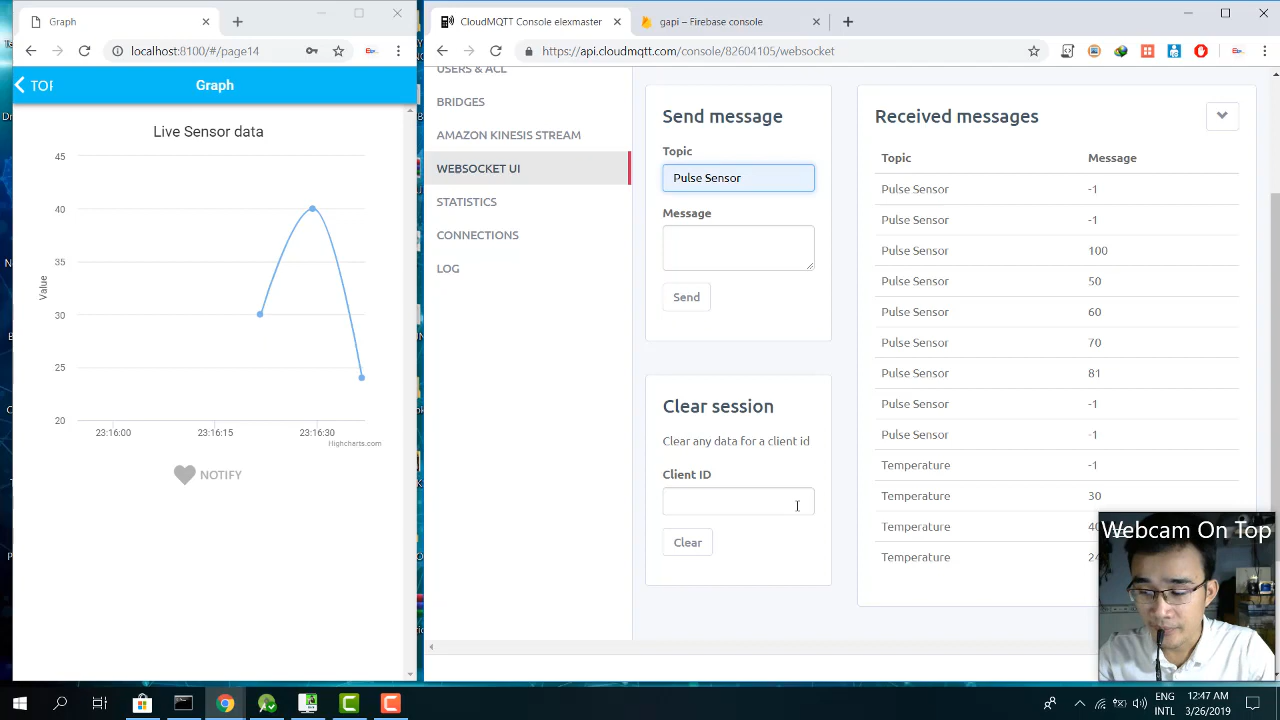 Graph
localhost:8100/#/page14
TOP
Graph
Live Sensor data
45
40
35
30
25
20
Value
23:16:00 23:16:15 23:16:30
Highcharts.com
NOTIFY
CloudMQTT Console elexmaster
gapi – Firebase console
https://api.cloudmqtt.com/console/82604105/websocket
USERS & ACL
BRIDGES
AMAZON KINESIS STREAM
WEBSOCKET UI
STATISTICS
CONNECTIONS
LOG
Send message
Topic
Pulse Sensor
Message
Send
Clear session
Clear any data for a client id
Client ID
Clear
Received messages
Topic Message
Pulse Sensor -1
Pulse Sensor -1
Pulse Sensor 100
Pulse Sensor 50
Pulse Sensor 60
Pulse Sensor 70
Pulse Sensor 81
Pulse Sensor -1
Pulse Sensor -1
Temperature -1
Temperature 30
Temperature
Temperature
Webcam On Top
ENG
INTL
12:47 AM
3/26/2019